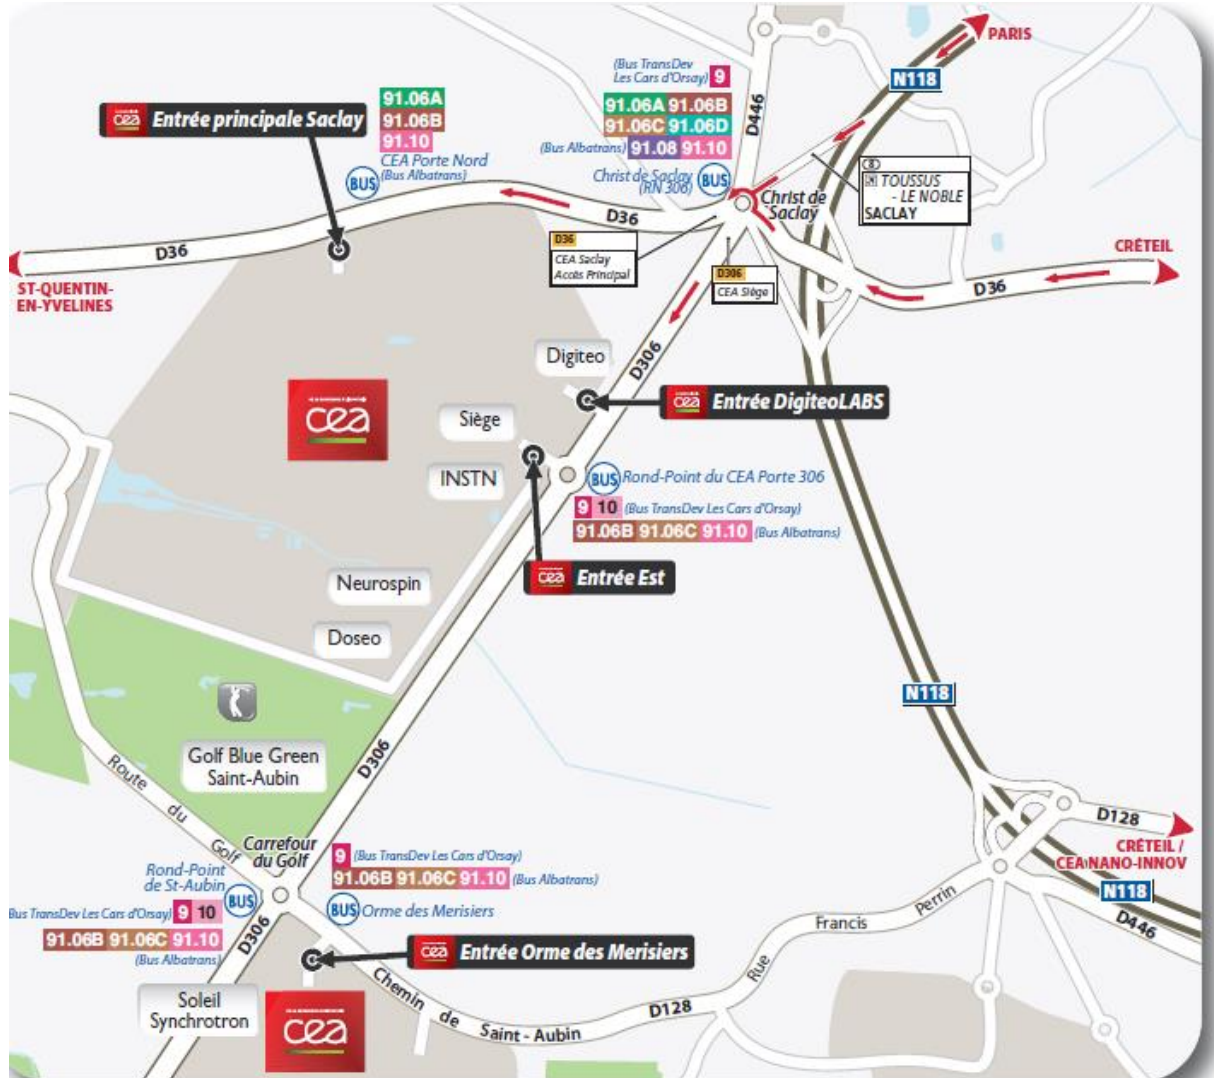 PARIS
(Bus TransDev
Les Cars d'Orsay) 9
N118
91.06A
91.06B
91.10
91.06A 91.06B
91.06C 91.06D
(Bus Albatrans) 91.08 91.10
D446
cea Entrée principale Saclay
CEA Porte Nord
(Bus Albatrans)
BUS
Christ de Saclay
(RN 306)
BUS
8
TOUSSUS
- LE NOBLE
SACLAY
Christ de
Saclay
D36
D36
D36
CEA Saclay
Accès Principal
D306
CEA Siège
CRÉTEIL
D36
ST-QUENTIN-
EN-YVELINES
Digiteo
D306
cea
cea Entrée DigiteoLABS
Siège
INSTN
BUS Rond-Point du CEA Porte 306
9 10 (Bus TransDev Les Cars d'Orsay)
91.06B 91.06C 91.10 (Bus Albatrans)
cea Entrée Est
Neurospin
Doseo
N118
Golf Blue Green
Saint-Aubin
D306
Route du Golf
Carrefour
du Golf
D128
CRÉTEIL /
CEA NANO-INNOV
9 (Bus TransDev Les Cars d'Orsay)
91.06B 91.06C 91.10 (Bus Albatrans)
Rond-Point
de St-Aubin
BUS
Bus TransDev Les Cars d'Orsay) 9 10
91.06B 91.06C 91.10
(Bus Albatrans)
BUS Orme des Merisiers
N118
D446
D306
cea Entrée Orme des Merisiers
Rue Francis Perrin
Soleil
Synchrotron
cea
Chemin de Saint-Aubin
D128